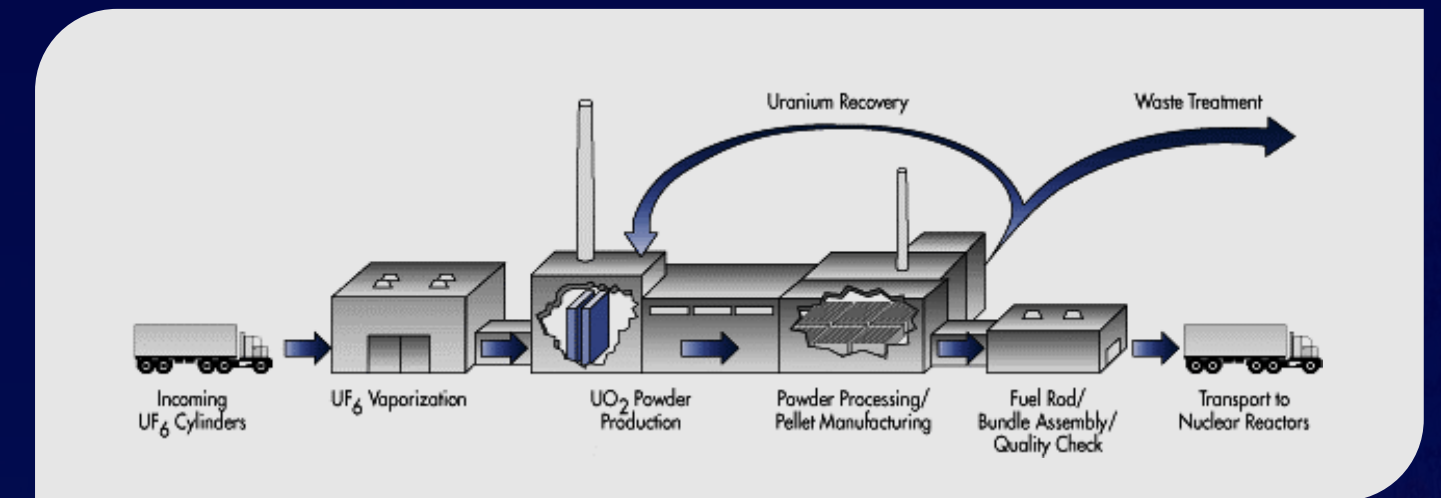 Uranium Recovery
Waste Treatment
Incoming
UF6 Cylinders
UF6 Vaporization
UO2 Powder
Production
Powder Processing/
Pellet Manufacturing
Fuel Rod/
Bundle Assembly/
Quality Check
Transport to
Nuclear Reactors